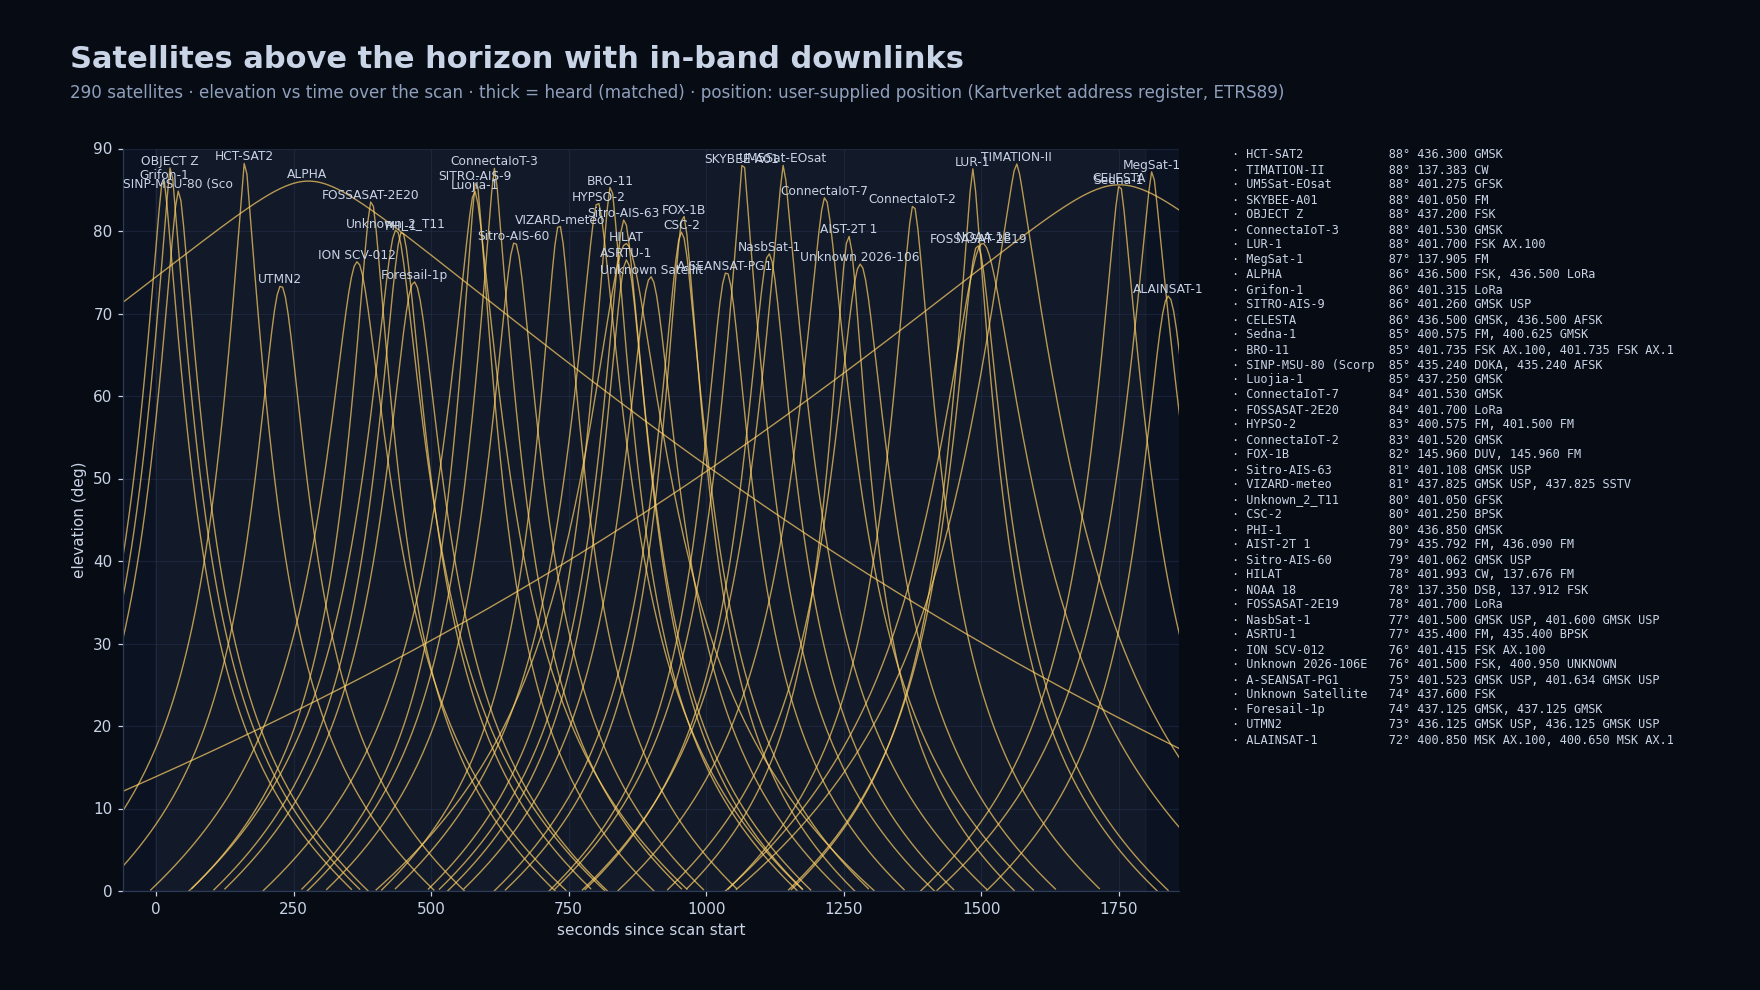 Satellites above the horizon with in-band downlinks
290 satellites · elevation vs time over the scan · thick = heard (matched) · position: user-supplied position (Kartverket address register, ETRS89)
90
80
70
60
50
40
30
20
10
0
elevation (deg)
0 250 500 750 1000 1250 1500 1750
seconds since scan start
OBJECT Z
Grifon-1
SINP-MSU-80 (Sco
HCT-SAT2
UTMN2
ALPHA
FOSSASAT-2E20
Unknown_2_T11
ION SCV-012
Foresail-1p
ConnectaIoT-3
SITRO-AIS-9
Luojia-1
Sitro-AIS-60
VIZARD-meteo
BRO-11
HYPSO-2
Sitro-AIS-63
HILAT
ASRTU-1
Unknown Satellit
FOX-1B
CSC-2
A-SEANSAT-PG1
SKYBEE-A01
UM5Sat-EOsat
NasbSat-1
ConnectaIoT-7
AIST-2T 1
Unknown 2026-106
ConnectaIoT-2
LUR-1
TIMATION-II
FOSSASAT-2E19
NOAA 18
MegSat-1
CELESTA
Sedna-1
ALAINSAT-1
· HCT-SAT2 88° 436.300 GMSK
· TIMATION-II 88° 137.383 CW
· UM5Sat-EOsat 88° 401.275 GFSK
· SKYBEE-A01 88° 401.050 FM
· OBJECT Z 88° 437.200 FSK
· ConnectaIoT-3 88° 401.530 GMSK
· LUR-1 88° 401.700 FSK AX.100
· MegSat-1 87° 137.905 FM
· ALPHA 86° 436.500 FSK, 436.500 LoRa
· Grifon-1 86° 401.315 LoRa
· SITRO-AIS-9 86° 401.260 GMSK USP
· CELESTA 86° 436.500 GMSK, 436.500 AFSK
· Sedna-1 85° 400.575 FM, 400.625 GMSK
· BRO-11 85° 401.735 FSK AX.100, 401.735 FSK AX.1
· SINP-MSU-80 (Scorp 85° 435.240 DOKA, 435.240 AFSK
· Luojia-1 85° 437.250 GMSK
· ConnectaIoT-7 84° 401.530 GMSK
· FOSSASAT-2E20 84° 401.700 LoRa
· HYPSO-2 83° 400.575 FM, 401.500 FM
· ConnectaIoT-2 83° 401.520 GMSK
· FOX-1B 82° 145.960 DUV, 145.960 FM
· Sitro-AIS-63 81° 401.108 GMSK USP
· VIZARD-meteo 81° 437.825 GMSK USP, 437.825 SSTV
· Unknown_2_T11 80° 401.050 GFSK
· CSC-2 80° 401.250 BPSK
· PHI-1 80° 436.850 GMSK
· AIST-2T 1 79° 435.792 FM, 436.090 FM
· Sitro-AIS-60 79° 401.062 GMSK USP
· HILAT 78° 401.993 CW, 137.676 FM
· NOAA 18 78° 137.350 DSB, 137.912 FSK
· FOSSASAT-2E19 78° 401.700 LoRa
· NasbSat-1 77° 401.500 GMSK USP, 401.600 GMSK USP
· ASRTU-1 77° 435.400 FM, 435.400 BPSK
· ION SCV-012 76° 401.415 FSK AX.100
· Unknown 2026-106E 76° 401.500 FSK, 400.950 UNKNOWN
· A-SEANSAT-PG1 75° 401.523 GMSK USP, 401.634 GMSK USP
· Unknown Satellite 74° 437.600 FSK
· Foresail-1p 74° 437.125 GMSK, 437.125 GMSK
· UTMN2 73° 436.125 GMSK USP, 436.125 GMSK USP
· ALAINSAT-1 72° 400.850 MSK AX.100, 400.650 MSK AX.1